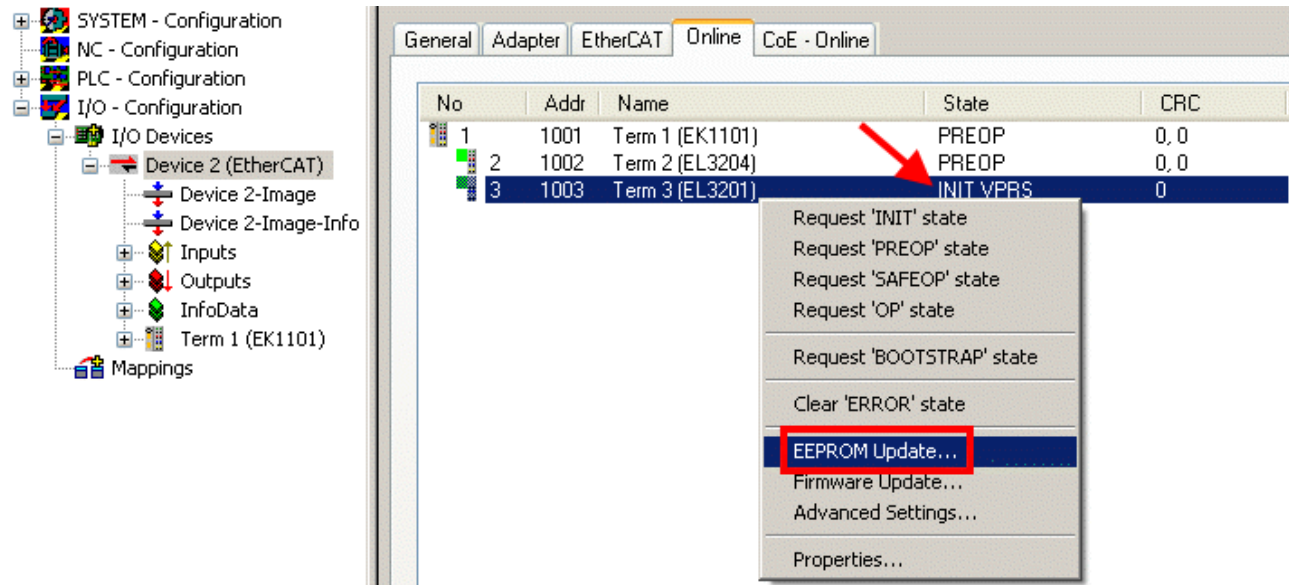 SYSTEM - Configuration
NC - Configuration
PLC - Configuration
I/O - Configuration
I/O Devices
Device 2 (EtherCAT)
Device 2-Image
Device 2-Image-Info
Inputs
Outputs
InfoData
Term 1 (EK1101)
Mappings
General Adapter EtherCAT Online CoE - Online
No Addr Name State CRC
1 1001 Term 1 (EK1101) PREOP 0, 0
2 1002 Term 2 (EL3204) PREOP 0, 0
3 1003 Term 3 (EL3201) INIT VPRS 0
Request 'INIT' state
Request 'PREOP' state
Request 'SAFEOP' state
Request 'OP' state
Request 'BOOTSTRAP' state
Clear 'ERROR' state
EEPROM Update...
Firmware Update...
Advanced Settings...
Properties...